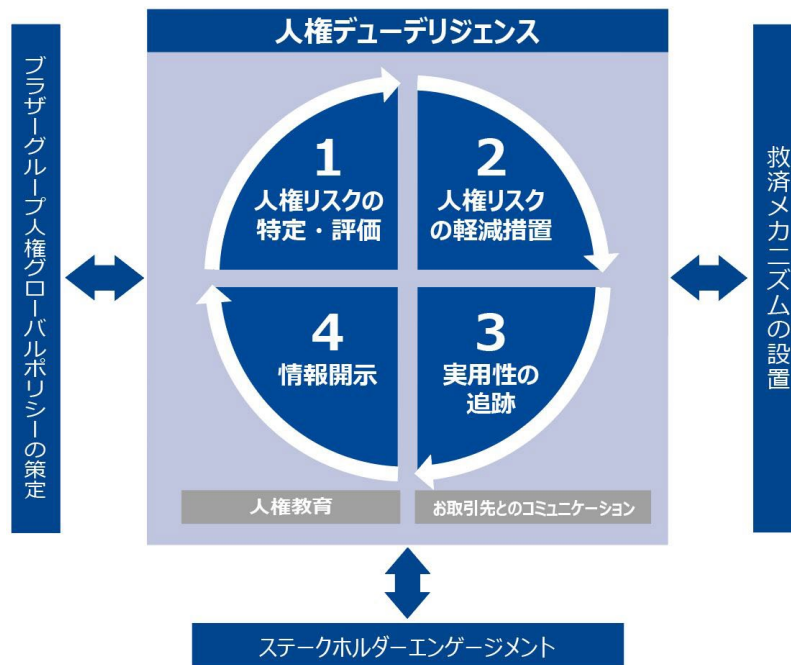 人権デューデリジェンス
ブラザーグループ人権グローバルポリシーの策定
1
人権リスクの
特定・評価
2
人権リスク
の軽減措置
4
情報開示
3
実用性の
追跡
人権教育
お取引先とのコミュニケーション
救済メカニズムの設置
ステークホルダーエンゲージメント